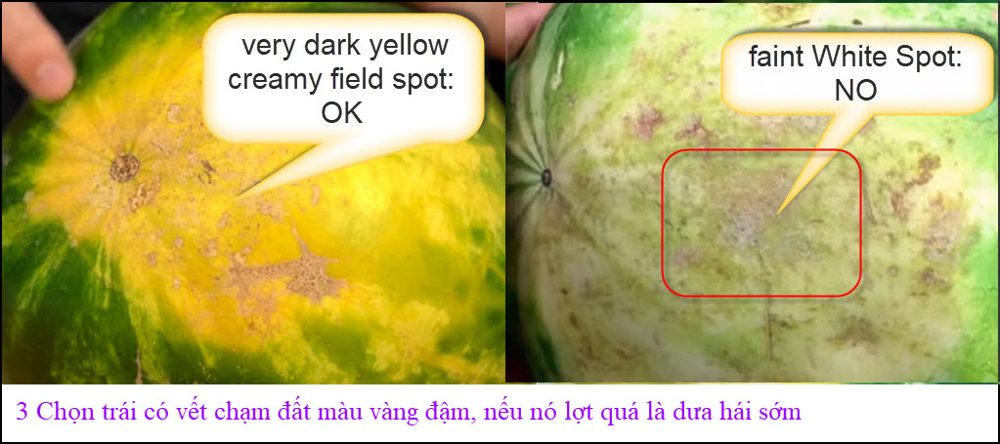 very dark yellow
creamy field spot:
OK
faint White Spot:
NO
3 Chọn trái có vết chạm đất màu vàng đậm, nếu nó lợt quá là dưa hái sớm